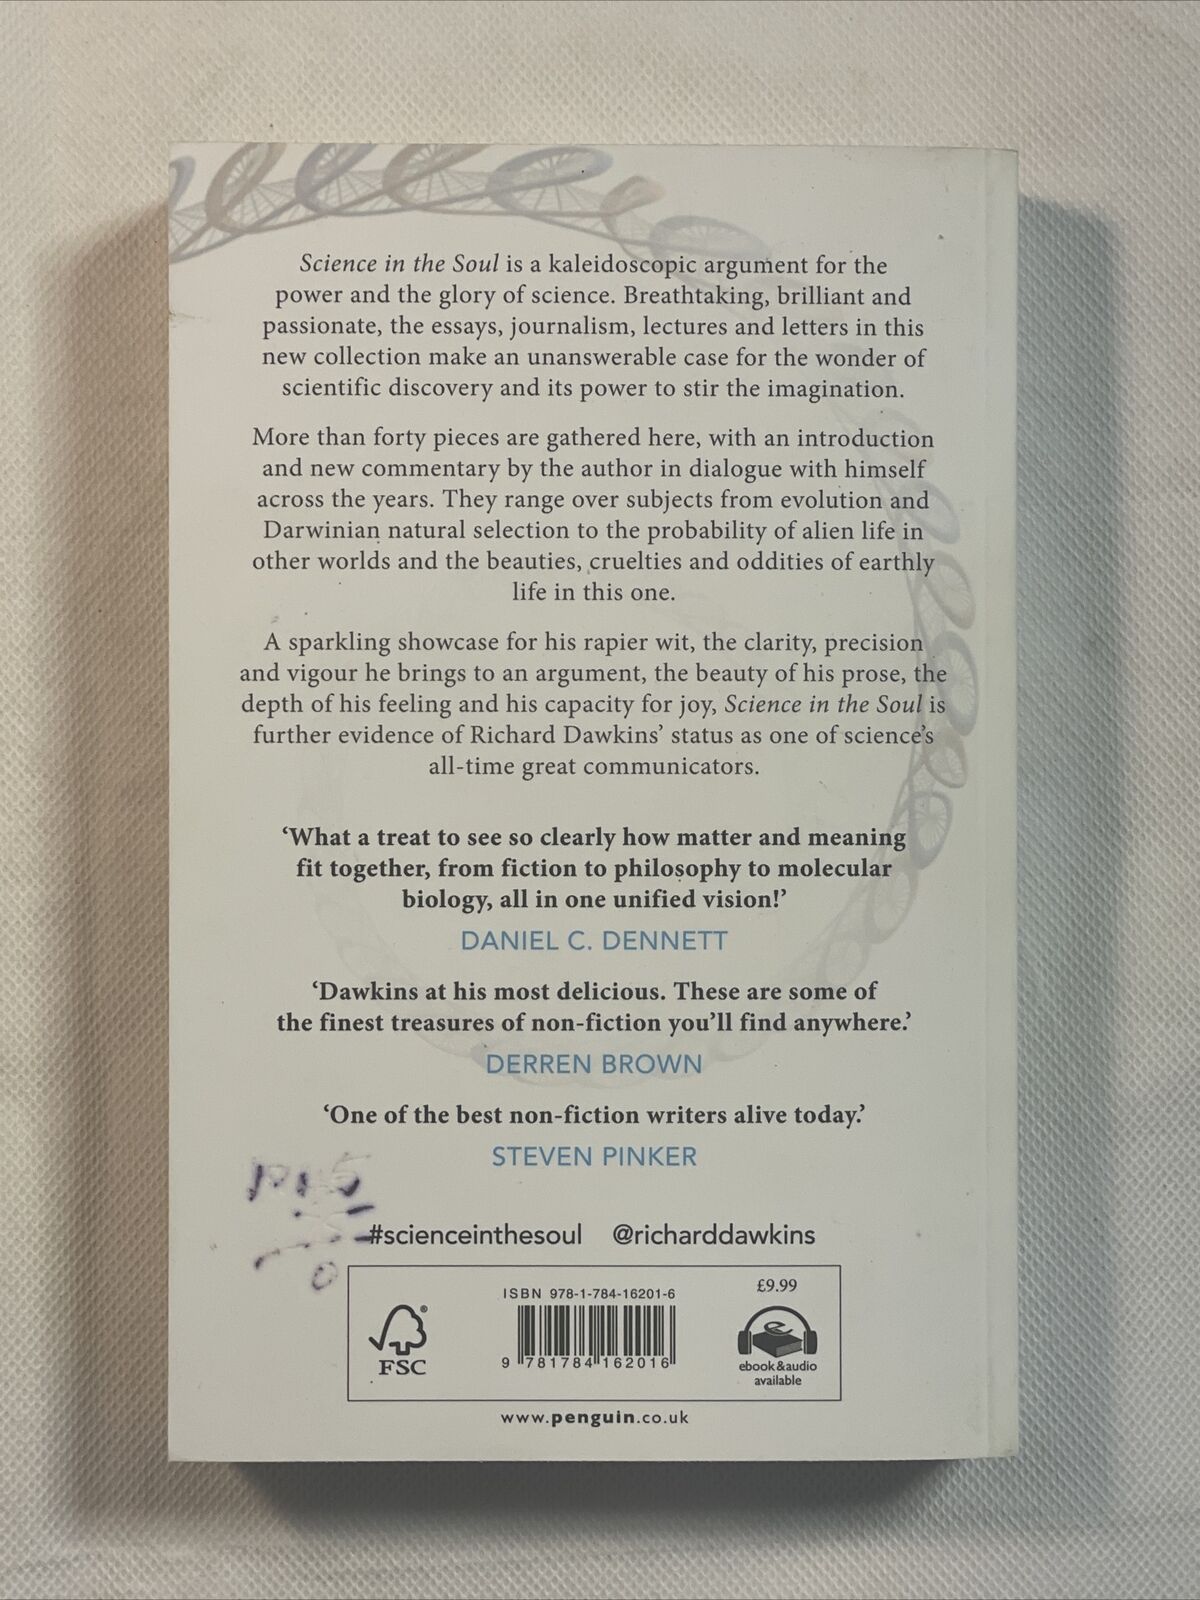 Science in the Soul is a kaleidoscopic argument for the
power and the glory of science. Breathtaking, brilliant and
passionate, the essays, journalism, lectures and letters in this
new collection make an unanswerable case for the wonder of
scientific discovery and its power to stir the imagination.
More than forty pieces are gathered here, with an introduction
and new commentary by the author in dialogue with himself
across the years. They range over subjects from evolution and
Darwinian natural selection to the probability of alien life in
other worlds and the beauties, cruelties and oddities of earthly
life in this one.
A sparkling showcase for his rapier wit, the clarity, precision
and vigour he brings to an argument, the beauty of his prose, the
depth of his feeling and his capacity for joy, Science in the Soul is
further evidence of Richard Dawkins’ status as one of science’s
all-time great communicators.
‘What a treat to see so clearly how matter and meaning
fit together, from fiction to philosophy to molecular
biology, all in one unified vision!’
DANIEL C. DENNETT
‘Dawkins at his most delicious. These are some of
the finest treasures of non-fiction you’ll find anywhere.’
DERREN BROWN
‘One of the best non-fiction writers alive today.’
STEVEN PINKER
#scienceinthesoul @richarddawkins
FSC
ISBN 978-1-784-16201-6
9 781784 162016
£9.99
ebook&audio
available
www.penguin.co.uk